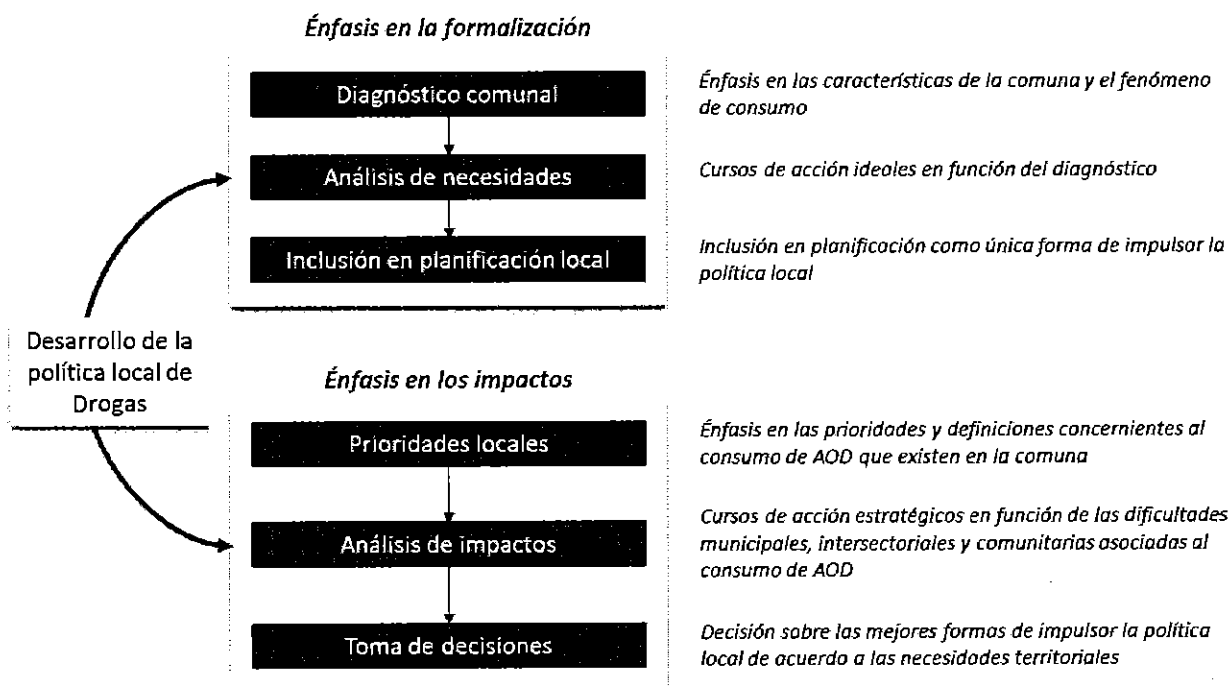 Énfasis en la formalización
Diagnóstico comunal
Énfasis en las características de la comuna y el fenómeno
de consumo
Análisis de necesidades
Cursos de acción ideales en función del diagnóstico
Inclusión en planificación local
Inclusión en planificación como única forma de impulsar la
política local
Desarrollo de la
política local de
Drogas
Énfasis en los impactos
Prioridades locales
Énfasis en las prioridades y definiciones concernientes al
consumo de AOD que existen en la comuna
Análisis de impactos
Cursos de acción estratégicos en función de las dificultades
municipales, intersectoriales y comunitarias asociadas al
consumo de AOD
Toma de decisiones
Decisión sobre las mejores formas de impulsar la política
local de acuerdo a las necesidades territoriales